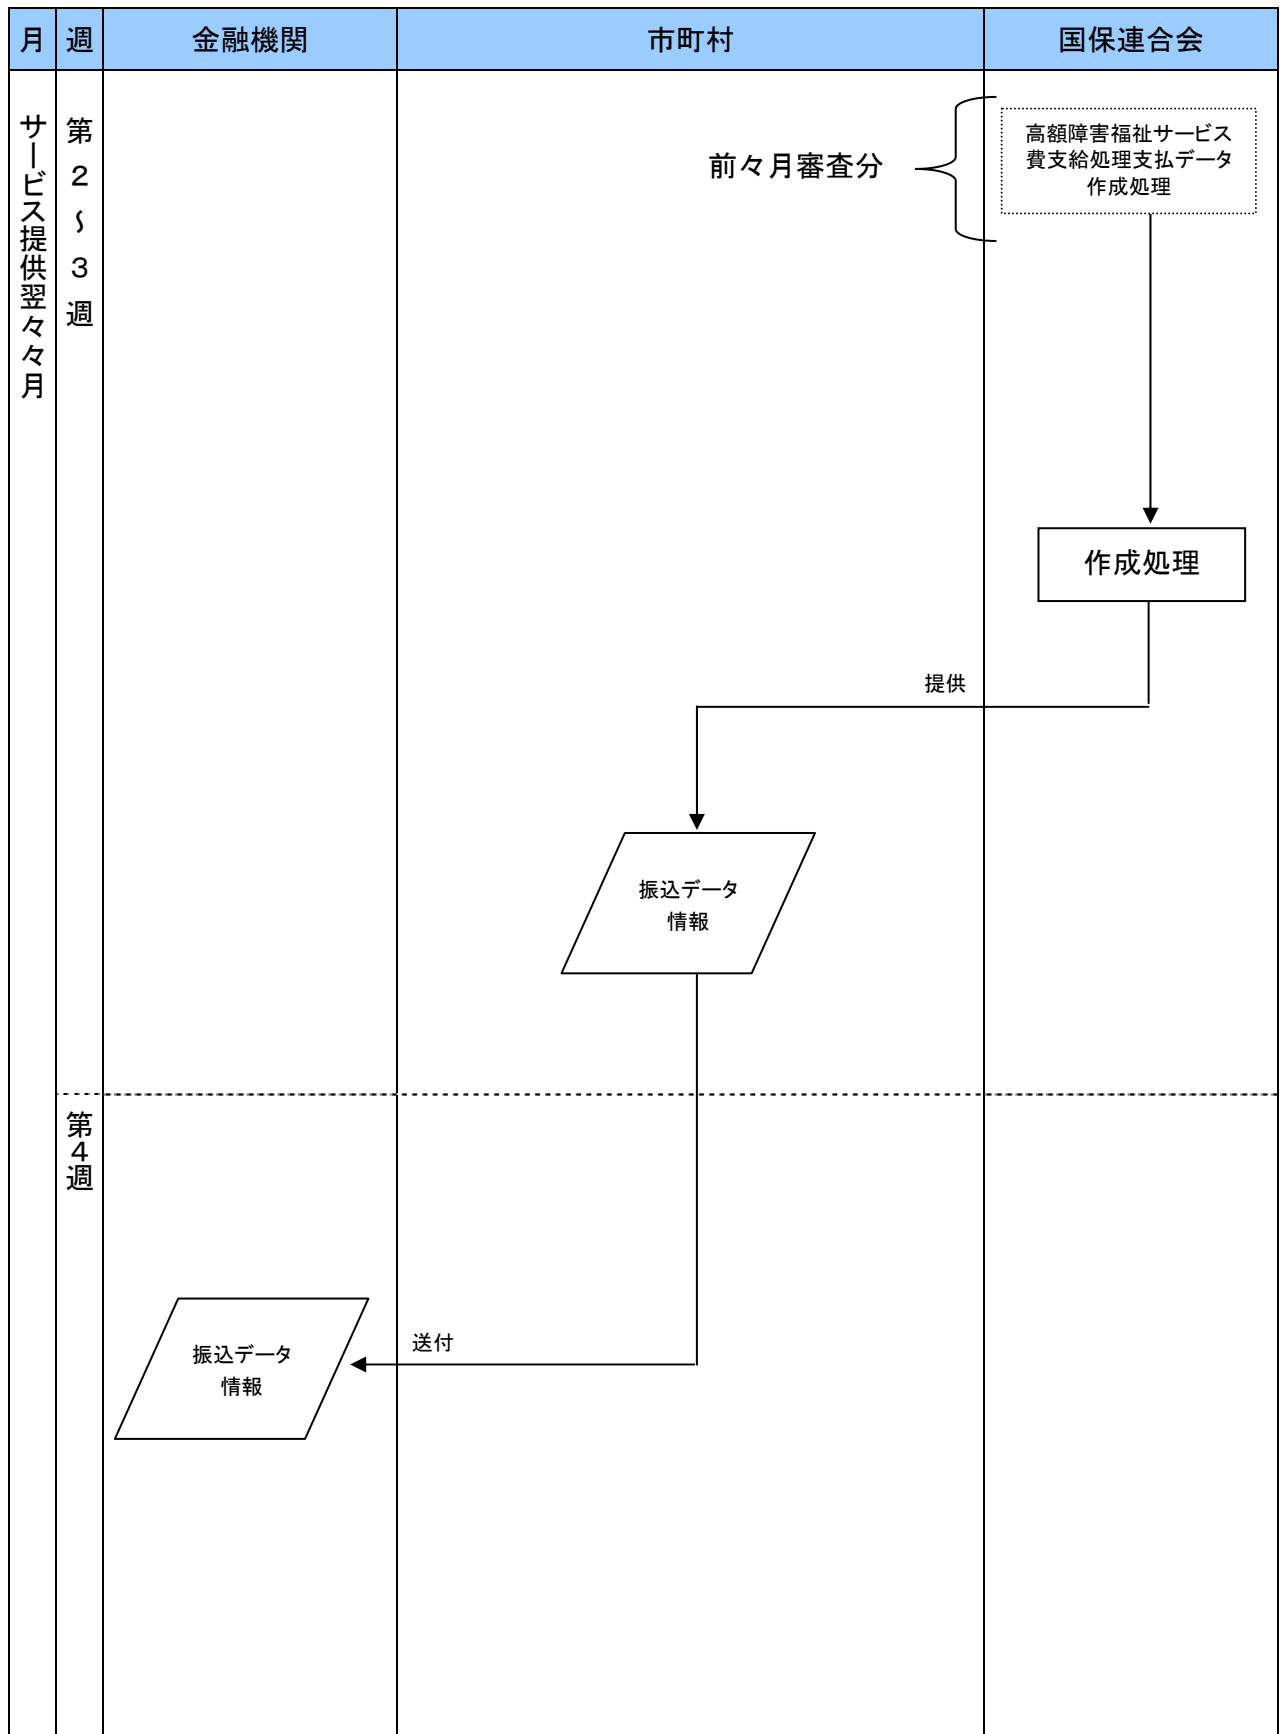 月 週 金融機関 市町村 国保連合会
サービス提供翌々々月
第2~3週
前々月審査分
高額障害福祉サービス
費支給処理支払データ
作成処理
作成処理
提供
振込データ
情報
第4週
送付
振込データ
情報